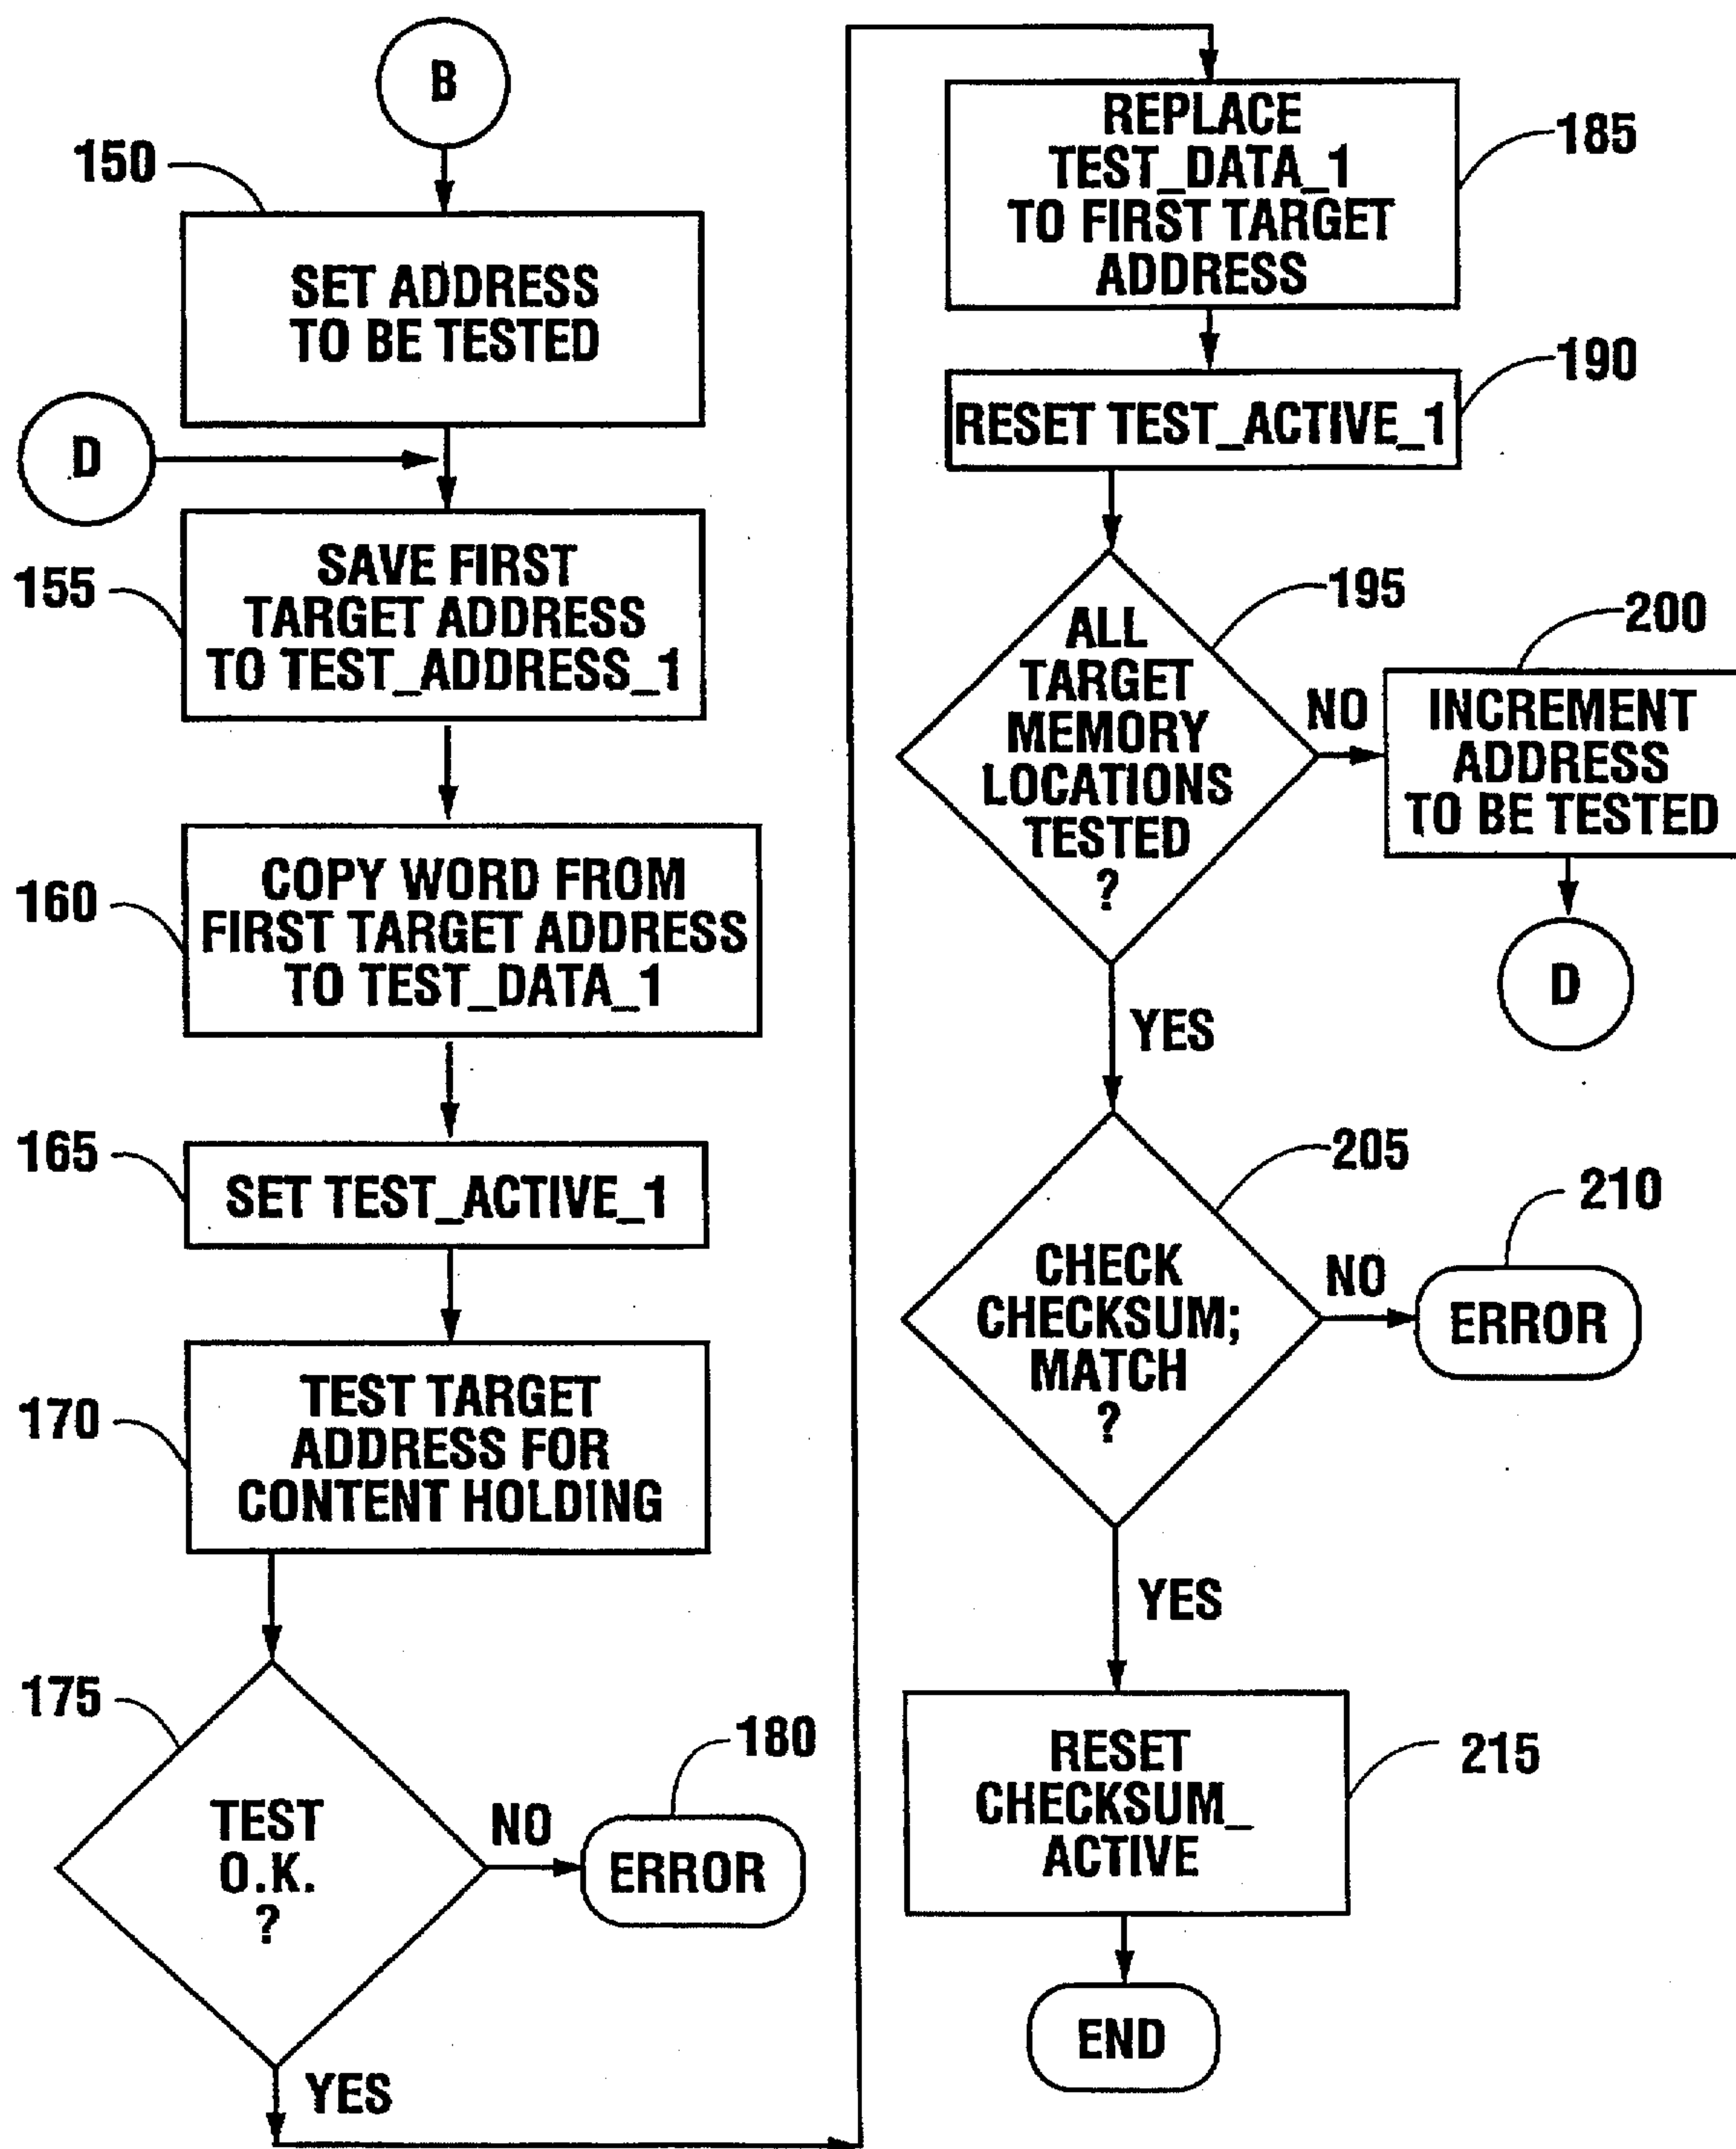 B
150
SET ADDRESS
TO BE TESTED
D
155
SAVE FIRST
TARGET ADDRESS
TO TEST_ADDRESS_1
160
COPY WORD FROM
FIRST TARGET ADDRESS
TO TEST_DATA_1
165
SET TEST_ACTIVE_1
170
TEST TARGET
ADDRESS FOR
CONTENT HOLDING
175
TEST
O.K.
?
NO
180
ERROR
YES
185
REPLACE
TEST_DATA_1
TO FIRST TARGET
ADDRESS
190
RESET TEST_ACTIVE_1
195
ALL
TARGET
MEMORY
LOCATIONS
TESTED
?
NO
200
INCREMENT
ADDRESS
TO BE TESTED
D
YES
205
CHECK
CHECKSUM;
MATCH
?
NO
210
ERROR
YES
215
RESET
CHECKSUM_
ACTIVE
END